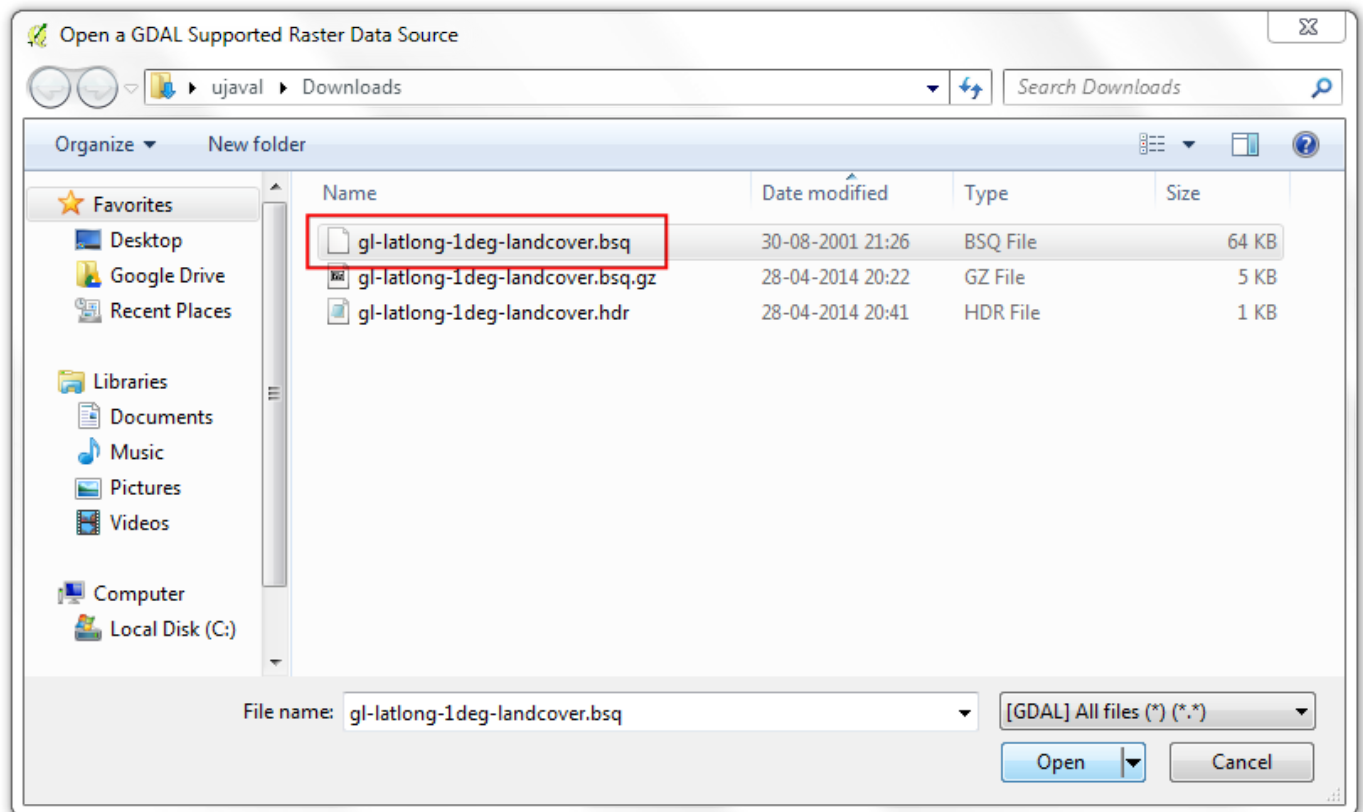 Open a GDAL Supported Raster Data Source
ujaval Downloads Search Downloads
Organize New folder
Name Date modified Type Size
Favorites
Desktop
Google Drive
Recent Places
Libraries
Documents
Music
Pictures
Videos
Computer
Local Disk (C:)
gl-latlong-1deg-landcover.bsq 30-08-2001 21:26 BSQ File 64 KB
gl-latlong-1deg-landcover.bsq.gz 28-04-2014 20:22 GZ File 5 KB
gl-latlong-1deg-landcover.hdr 28-04-2014 20:41 HDR File 1 KB
File name: gl-latlong-1deg-landcover.bsq [GDAL] All files (*) (*.*)
Open Cancel